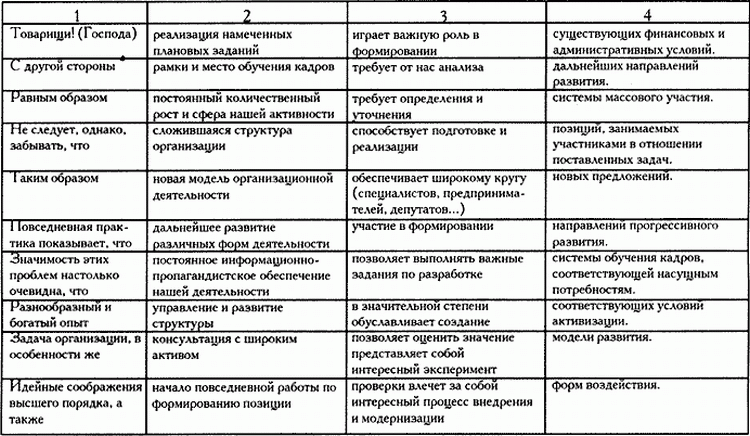 1 2 3 4
Товарищи! (Господа)
реализация намеченных
плановых заданий
играет важную роль в
формировании
существующих финансовых и
административных условий.
С другой стороны
рамки и место обучения кадров
требует от нас анализа
дальнейших направлений
развития.
Равным образом
постоянный количественный
рост и сфера нашей активности
требует определения и
уточнения
системы массового участия.
Не следует, однако,
забывать, что
сложившаяся структура
организации
способствует подготовке и
реализации
позиций, занимаемых
участниками в отношении
поставленных задач.
Таким образом
новая модель организационной
деятельности
обеспечивает широкому кругу
(специалистов, предпринима-
телей, депутатов...)
новых предложений.
Повседневная прак-
тика показывает, что
дальнейшее развитие
различных форм деятельности
участие в формировании
направлений прогрессивного
развития.
Значимость этих
проблем настолько
очевидна, что
постоянное информационно-
пропагандистское обеспечение
нашей деятельности
позволяет выполнять важные
задания по разработке
системы обучения кадров,
соответствующей насущным
потребностям.
Разнообразный и
богатый опыт
управление и развитие
структуры
в значительной степени
обуславливает создание
соответствующих условий
активизации.
Задача организации, в
особенности же
консультация с широким
активом
позволяет оценить значение
представляет собой
интересный эксперимент
модели развития.
Идейные соображения
высшего порядка, а
также
начало повседневной работы по
формированию позиции
проверки влечет за собой
интересный процесс внедрения
и модернизации
форм воздействия.